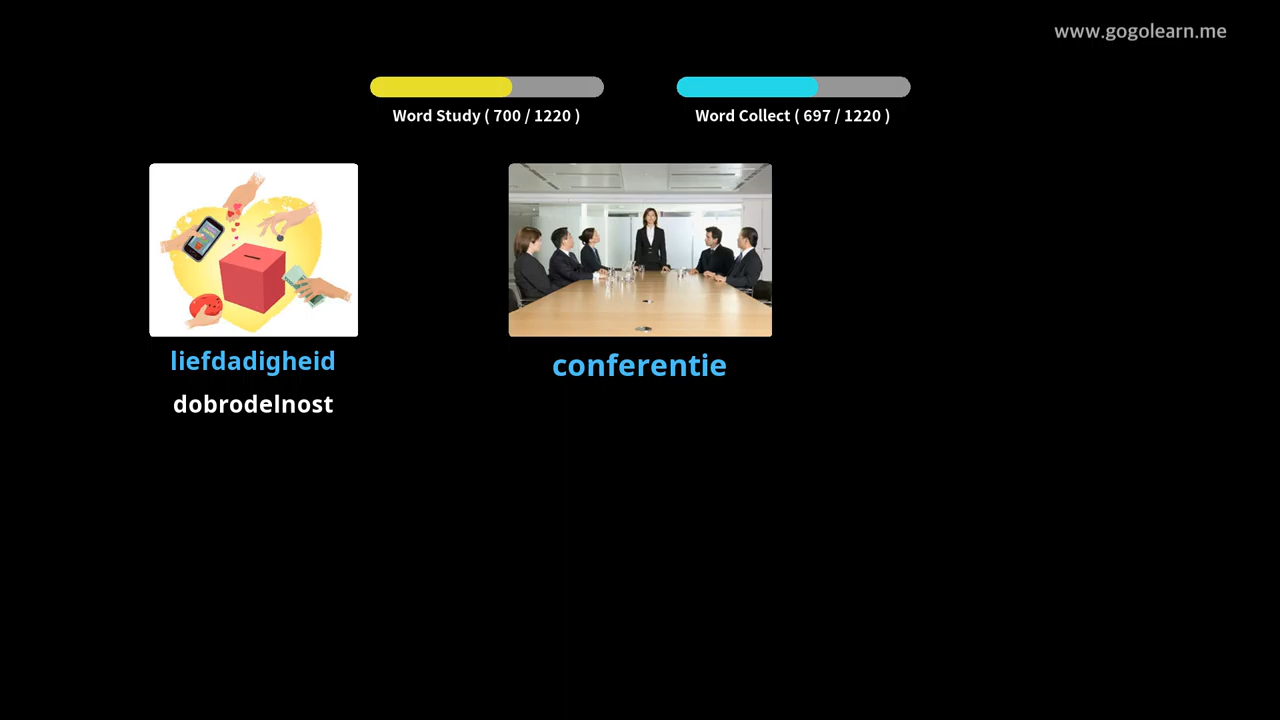 www.gogolearn.me
Word Study ( 700 / 1220 )
Word Collect ( 697 / 1220 )
liefdadigheid
dobrodelnost
conferentie